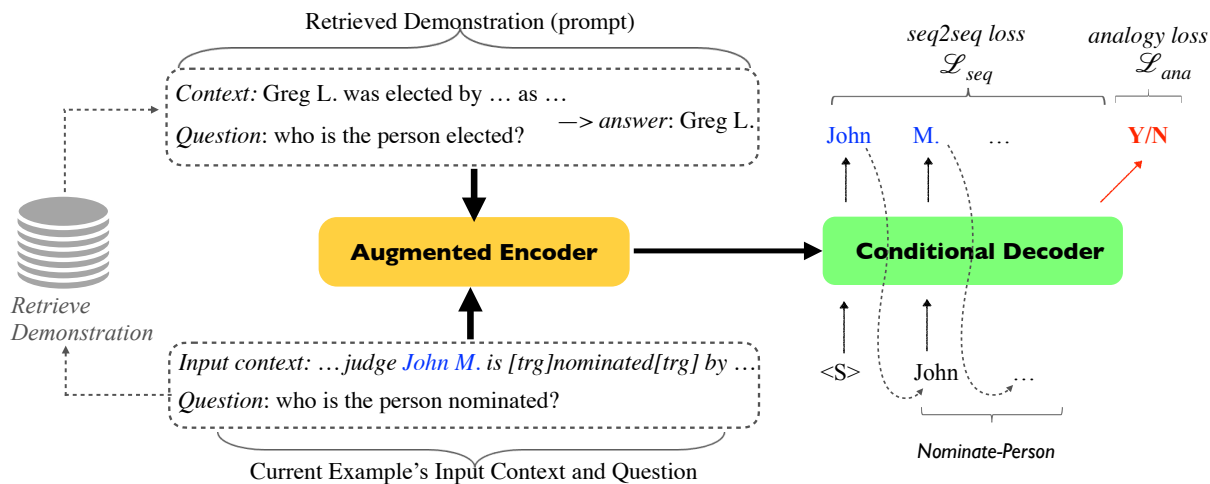 Retrieved Demonstration (prompt)
Context: Greg L. was elected by … as …
Question: who is the person elected?
—> answer: Greg L.
Retrieve
Demonstration
Augmented Encoder
Input context: … judge John M. is [trg]nominated[trg] by …
Question: who is the person nominated?
Current Example's Input Context and Question
seq2seq loss
ℒseq
analogy loss
ℒana
John M. … Y/N
Conditional Decoder
<S> John …
Nominate-Person